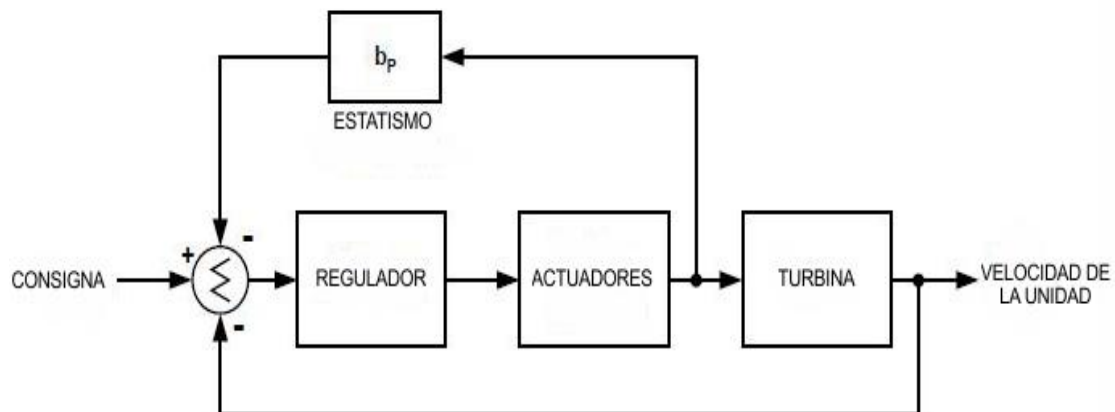 bP
ESTATISMO
-
+
CONSIGNA
REGULADOR
ACTUADORES
TURBINA
VELOCIDAD DE
LA UNIDAD
-